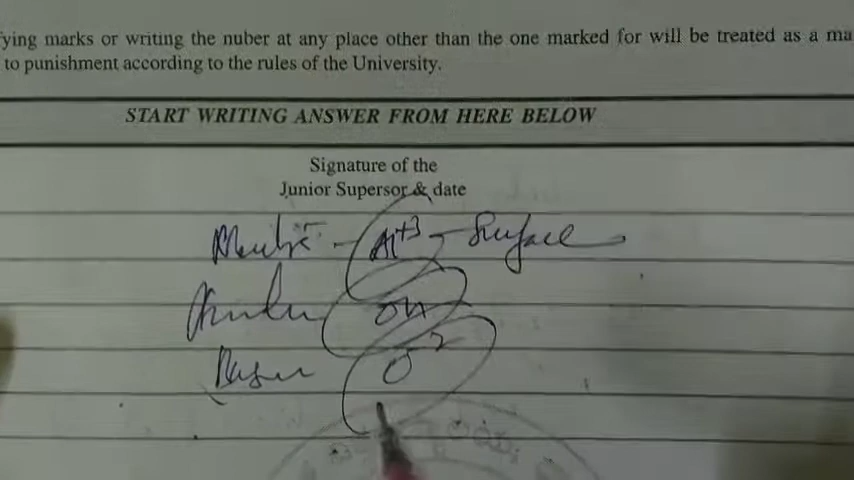 fying marks or writing the nuber at any place other than the one marked for will be treated as a ma
to punishment according to the rules of the University.
START WRITING ANSWER FROM HERE BELOW
Signature of the
Junior Supersor & date
Al+3 - Surface
OH
O-2